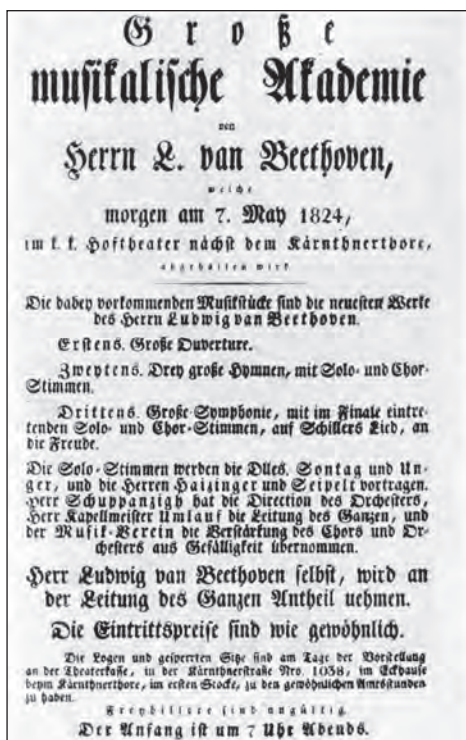 Große
musikalische Akademie
von
Herrn L. van Beethoven,
welche
morgen am 7. May 1824,
im k. k. Hoftheater nächst dem Kärnthnerthore,
abgehalten wird
Die dabey vorkommenden Musikstücke sind die neuesten Werke
des Herrn Ludwig van Beethoven.
Erstens. Große Ouverture.
Zweytens. Drey große Hymnen, mit Solo- und Chor-
Stimmen.
Drittens. Große Symphonie, mit im Finale eintre-
tenden Solo- und Chor-Stimmen, auf Schillers Lied, an
die Freude.
Die Solo-Stimmen werden die Dlles. Sontag und Un-
ger, und die Herren Haizinger und Seipelt vortragen.
Herr Schuppanzigh hat die Direction des Orchesters,
Herr Kapellmeister Umlauf die Leitung des Ganzen, und
der Musik-Verein die Verstärkung des Chors und Or-
chesters aus Gefälligkeit übernommen.
Herr Ludwig van Beethoven selbst, wird an
der Leitung des Ganzen Antheil nehmen.
Die Eintrittspreise sind wie gewöhnlich.
Die Logen und gesperrten Sitze sind am Tage der Vorstellung
an der Theaterkasse, in der Kärnthnerstraße Nro. 1038, im Eckhause
beym Kärnthnerthore, im ersten Stocke, zu den gewöhnlichen Amtsstunden
zu haben.
Freybillete sind ungültig.
Der Anfang ist um 7 Uhr Abends.